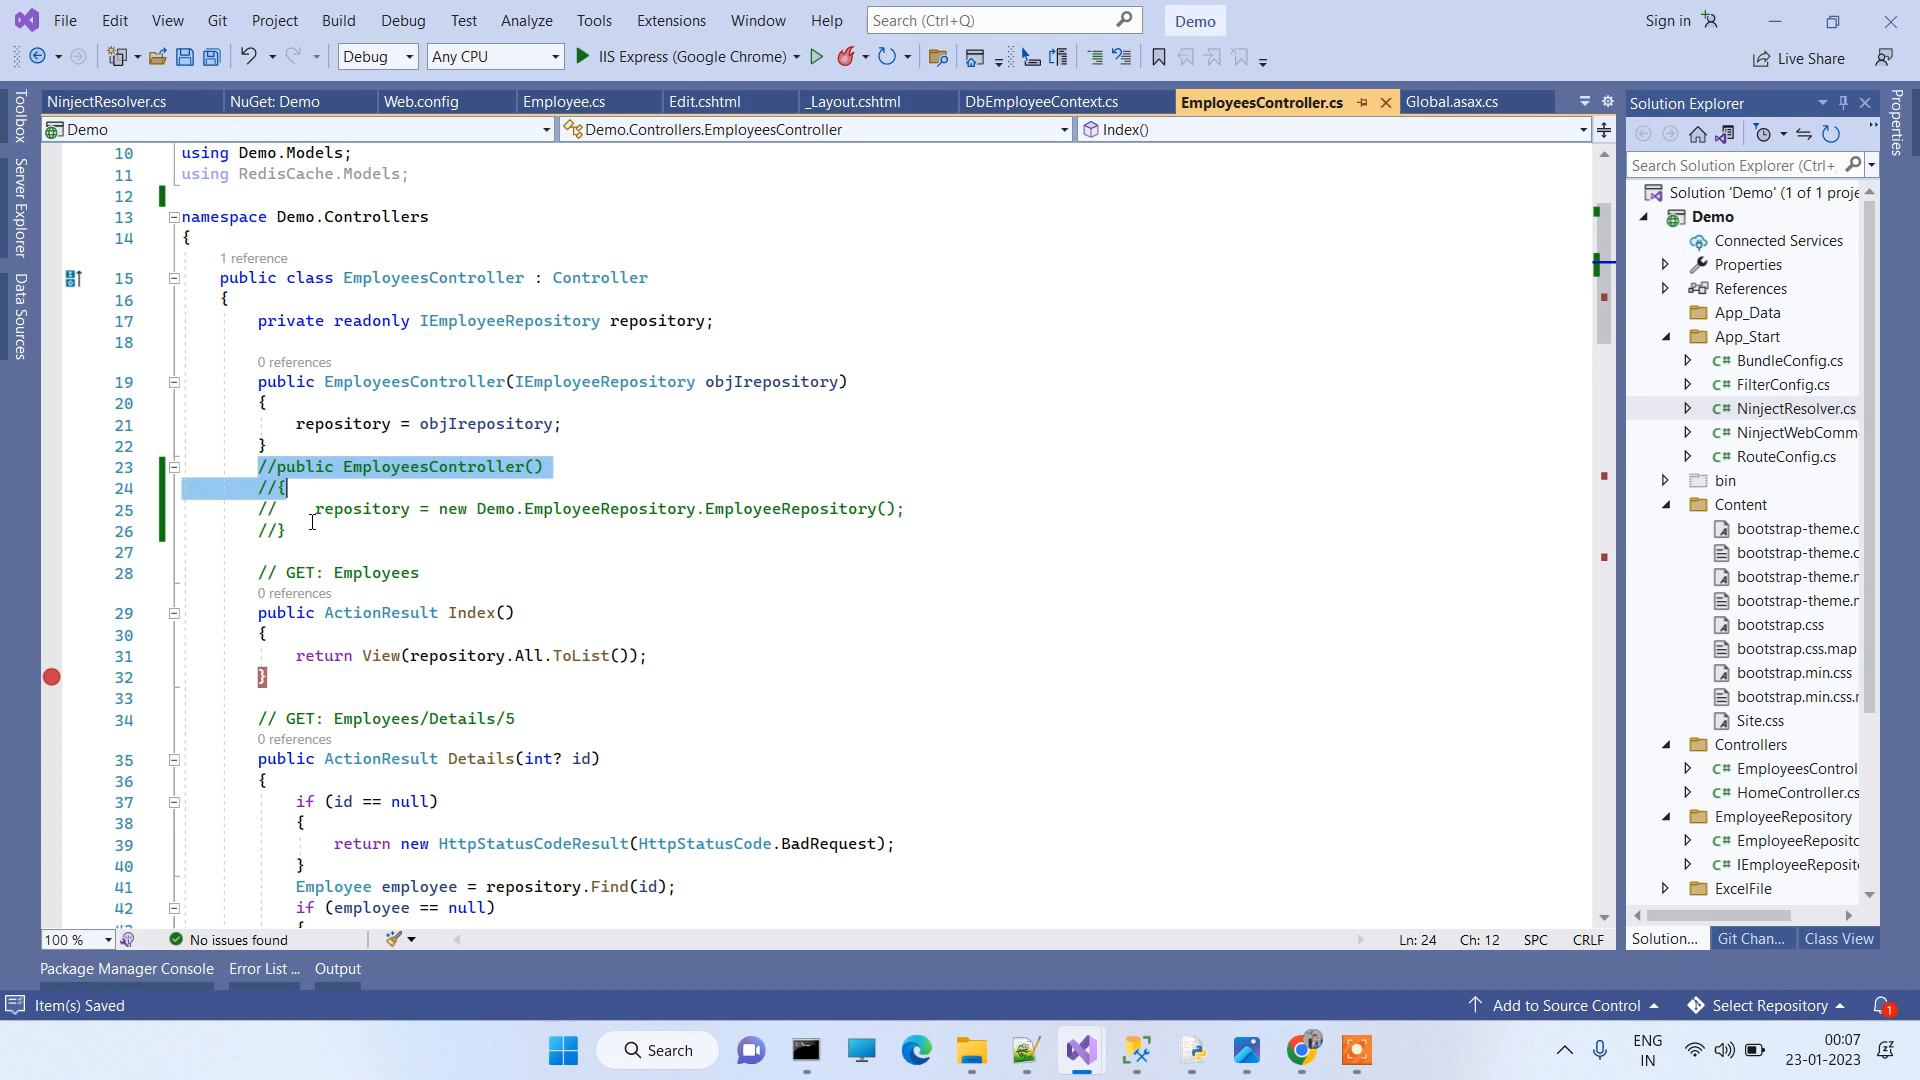 File Edit View Git Project Build Debug Test Analyze Tools Extensions Window Help Search (Ctrl+Q) Demo Sign in
Debug Any CPU IIS Express (Google Chrome) Live Share
NinjectResolver.cs NuGet: Demo Web.config Employee.cs Edit.cshtml _Layout.cshtml DbEmployeeContext.cs EmployeesController.cs Global.asax.cs
Demo Demo.Controllers.EmployeesController Index()
10 using Demo.Models;
11 using RedisCache.Models;
12
13 namespace Demo.Controllers
14 {
1 reference
15 public class EmployeesController : Controller
16 {
17 private readonly IEmployeeRepository repository;
18
0 references
19 public EmployeesController(IEmployeeRepository objIrepository)
20 {
21 repository = objIrepository;
22 }
23 //public EmployeesController()
24 //{
25 // repository = new Demo.EmployeeRepository.EmployeeRepository();
26 //}
27
28 // GET: Employees
0 references
29 public ActionResult Index()
30 {
31 return View(repository.All.ToList());
32 }
33
34 // GET: Employees/Details/5
0 references
35 public ActionResult Details(int? id)
36 {
37 if (id == null)
38 {
39 return new HttpStatusCodeResult(HttpStatusCode.BadRequest);
40 }
41 Employee employee = repository.Find(id);
42 if (employee == null)
{
100 % No issues found Ln: 24 Ch: 12 SPC CRLF
Toolbox
Server Explorer
Data Sources
Solution Explorer
Search Solution Explorer (Ctrl+
Solution 'Demo' (1 of 1 proje
Demo
Connected Services
Properties
References
App_Data
App_Start
C# BundleConfig.cs
C# FilterConfig.cs
C# NinjectResolver.cs
C# NinjectWebComm
C# RouteConfig.cs
bin
Content
bootstrap-theme.c
bootstrap-theme.c
bootstrap-theme.r
bootstrap-theme.r
bootstrap.css
bootstrap.css.map
bootstrap.min.css
bootstrap.min.css.r
Site.css
Controllers
C# EmployeesControl
C# HomeController.cs
EmployeeRepository
C# EmployeeReposito
C# IEmployeeReposit
ExcelFile
Solution... Git Chan... Class View
Properties
Package Manager Console Error List ... Output
Item(s) Saved Add to Source Control Select Repository 1
Search ENG IN 00:07 23-01-2023